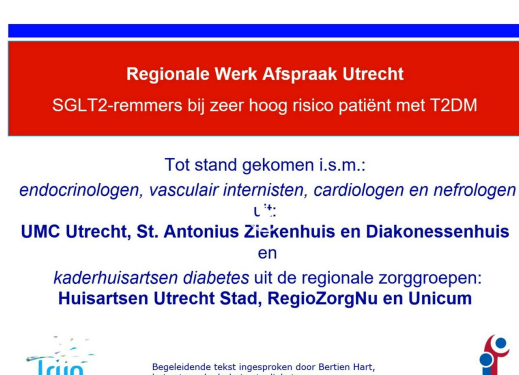 Regionale Werk Afspraak Utrecht
SGLT2-remmers bij zeer hoog risico patiënt met T2DM
Tot stand gekomen i.s.m.:
endocrinologen, vasculair internisten, cardiologen en nefrologen
uit:
UMC Utrecht, St. Antonius Ziekenhuis en Diakonessenhuis
en
kaderhuisartsen diabetes uit de regionale zorggroepen:
Huisartsen Utrecht Stad, RegioZorgNu en Unicum
Begeleidende tekst ingesproken door Bertien Hart,